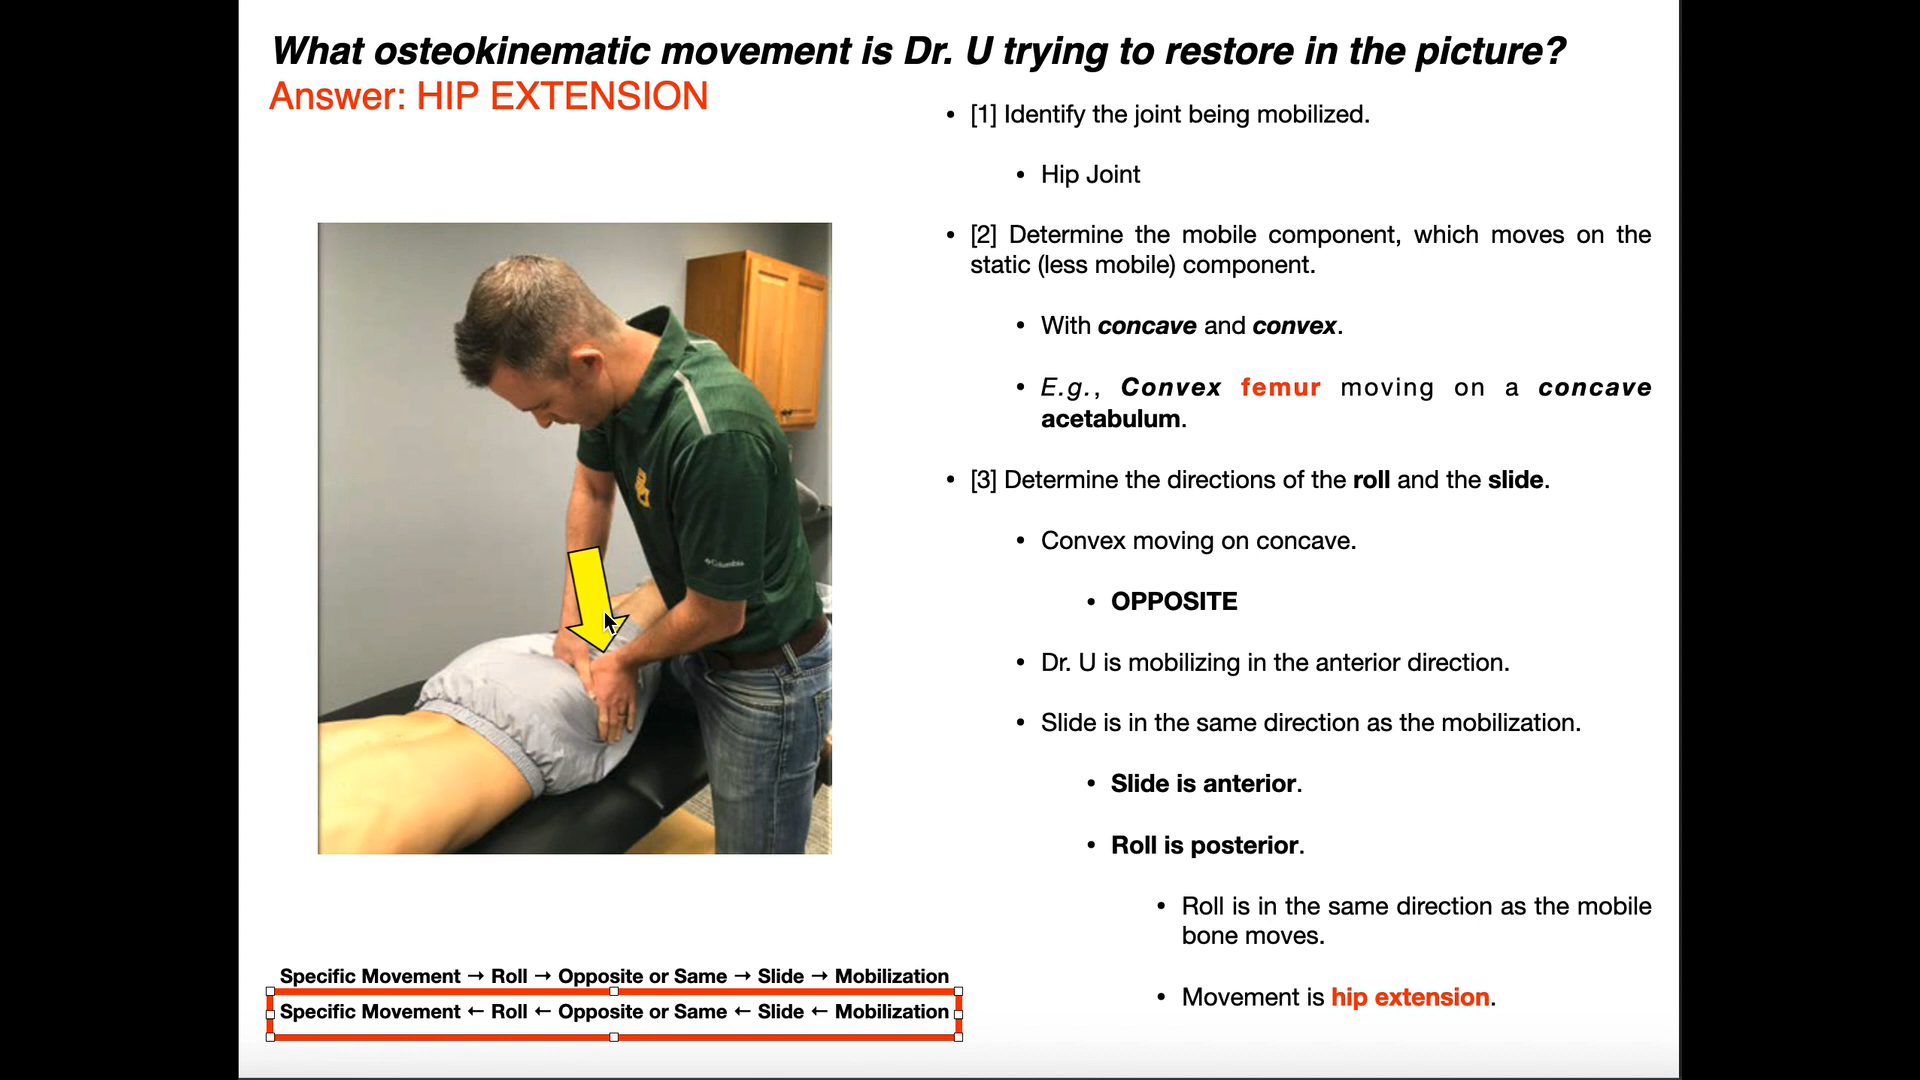 What osteokinematic movement is Dr. U trying to restore in the picture?
Answer: HIP EXTENSION
• [1] Identify the joint being mobilized.
• Hip Joint
• [2] Determine the mobile component, which moves on the
static (less mobile) component.
• With concave and convex.
• E.g., Convex femur moving on a concave
acetabulum.
• [3] Determine the directions of the roll and the slide.
• Convex moving on concave.
• OPPOSITE
• Dr. U is mobilizing in the anterior direction.
• Slide is in the same direction as the mobilization.
• Slide is anterior.
• Roll is posterior.
• Roll is in the same direction as the mobile
bone moves.
• Movement is hip extension.
Columbia
Specific Movement → Roll → Opposite or Same → Slide → Mobilization
Specific Movement ← Roll ← Opposite or Same ← Slide ← Mobilization